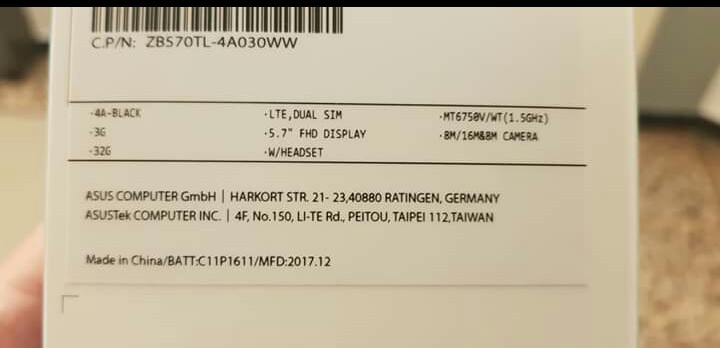 C.P/N: ZB570TL-4A030WW
·4A-BLACK ·LTE,DUAL SIM ·MT6750V/WT(1.5GHz)
·3G ·5.7" FHD DISPLAY ·8M/16M&8M CAMERA
·32G ·W/HEADSET
ASUS COMPUTER GmbH | HARKORT STR. 21- 23,40880 RATINGEN, GERMANY
ASUSTek COMPUTER INC. | 4F, No.150, LI-TE Rd., PEITOU, TAIPEI 112,TAIWAN
Made in China/BATT:C11P1611/MFD:2017.12